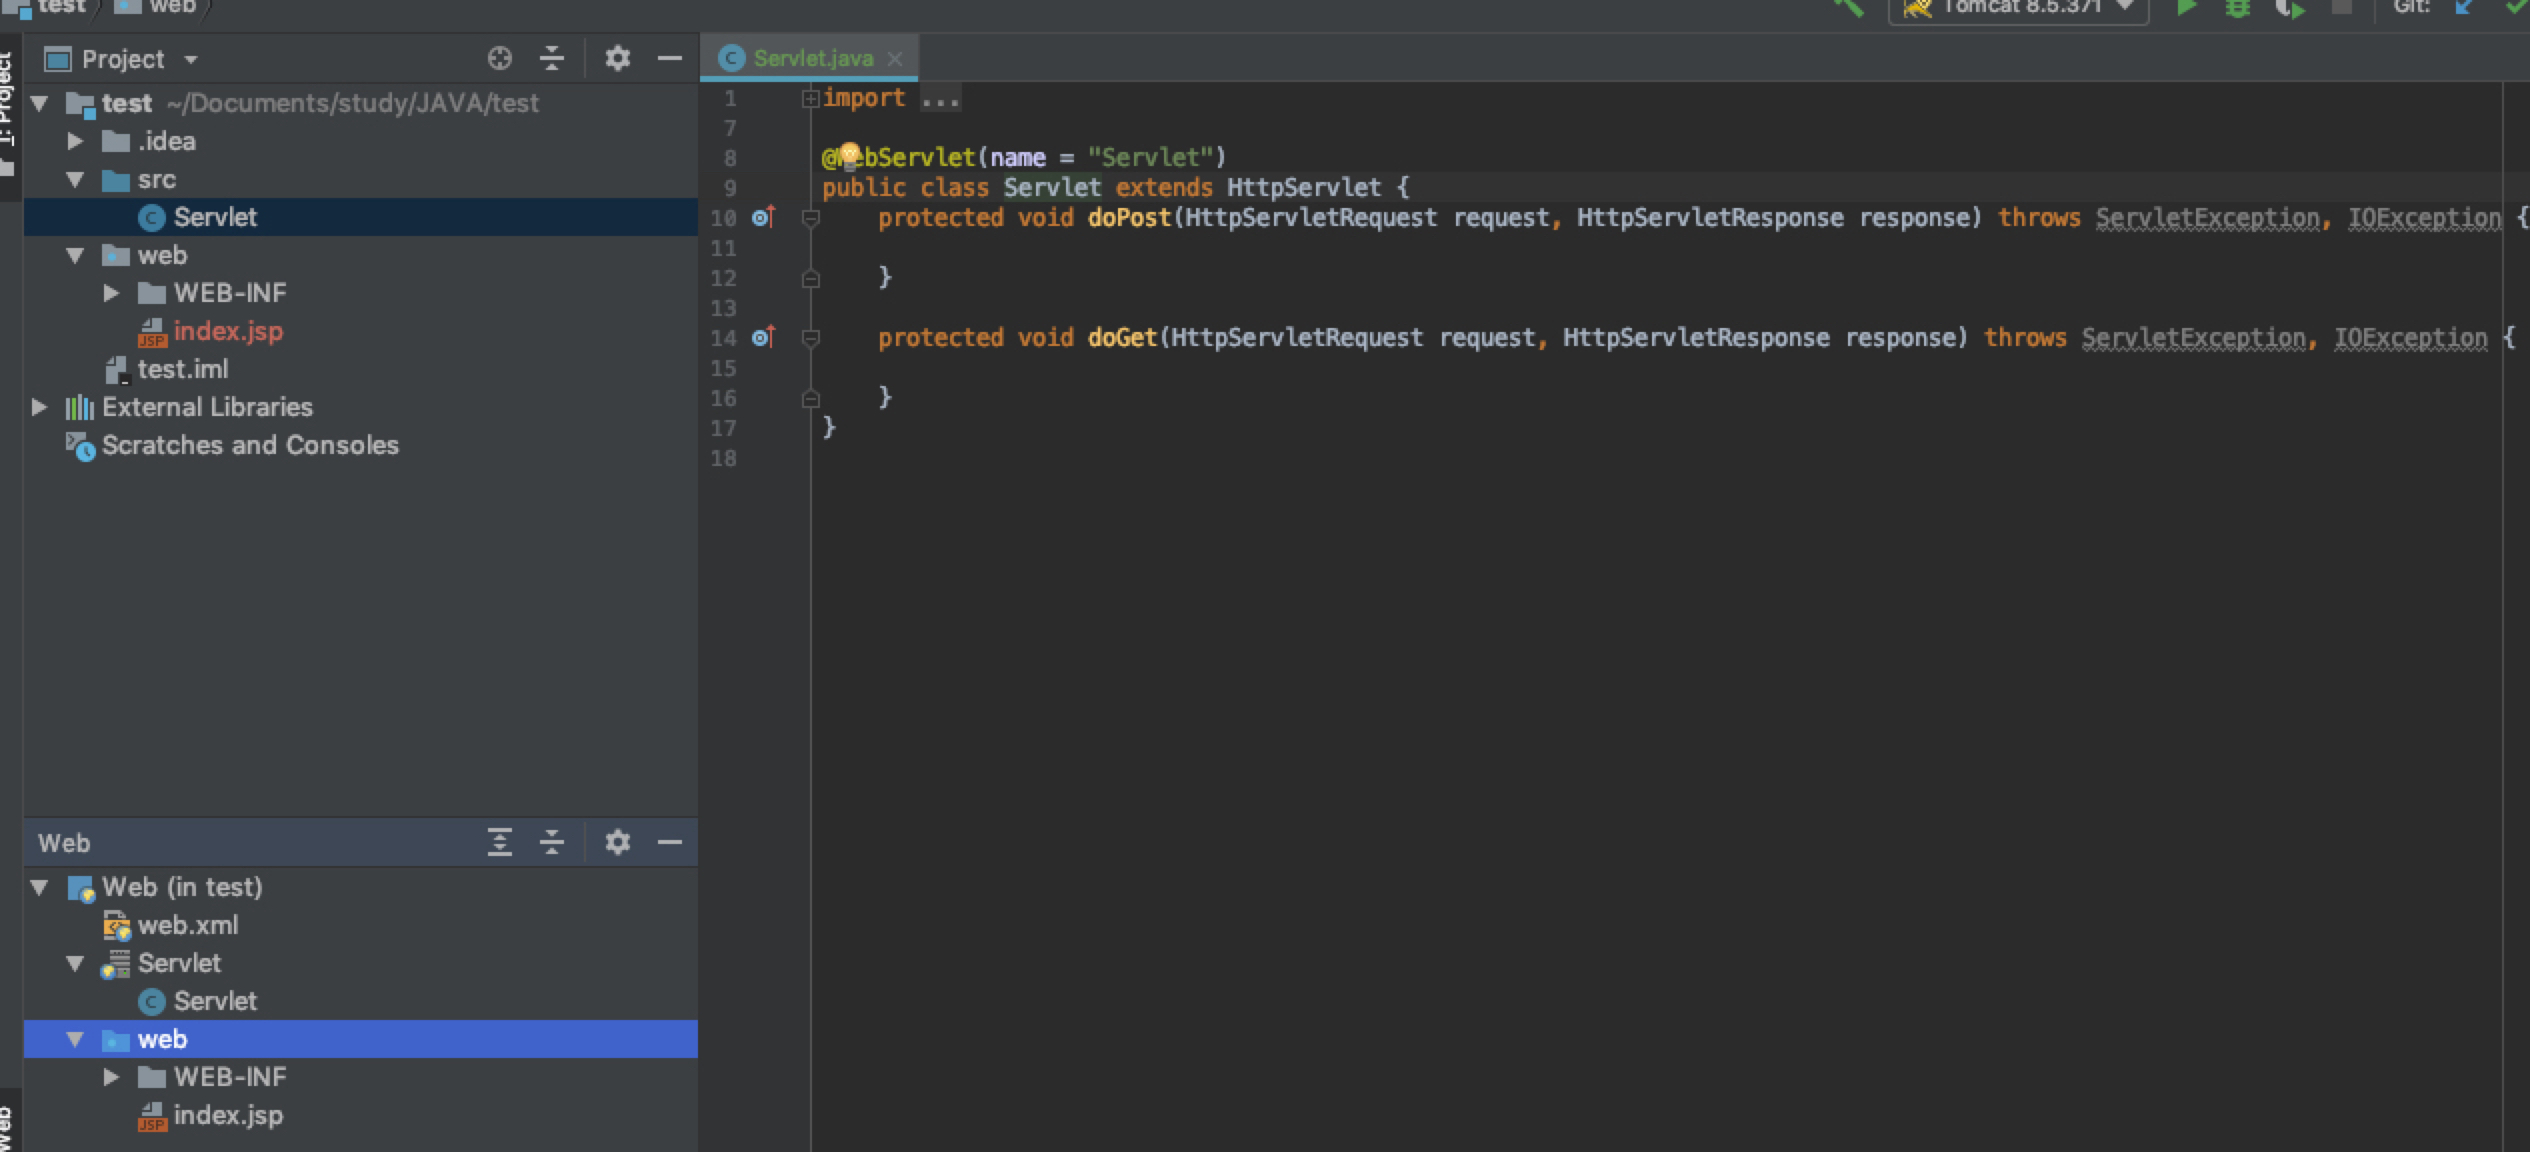 test
web
Tomcat 8.5.371
Git:
1: Project
Project
test ~/Documents/study/JAVA/test
.idea
src
Servlet
web
WEB-INF
index.jsp
JSP
test.iml
External Libraries
Scratches and Consoles
Servlet.java
1 import ...
7
8 @WebServlet(name = "Servlet")
9 public class Servlet extends HttpServlet {
10 protected void doPost(HttpServletRequest request, HttpServletResponse response) throws ServletException, IOException {
11
12 }
13
14 protected void doGet(HttpServletRequest request, HttpServletResponse response) throws ServletException, IOException {
15
16 }
17 }
18
Web
Web (in test)
web.xml
Servlet
Servlet
web
WEB-INF
index.jsp
JSP
Web